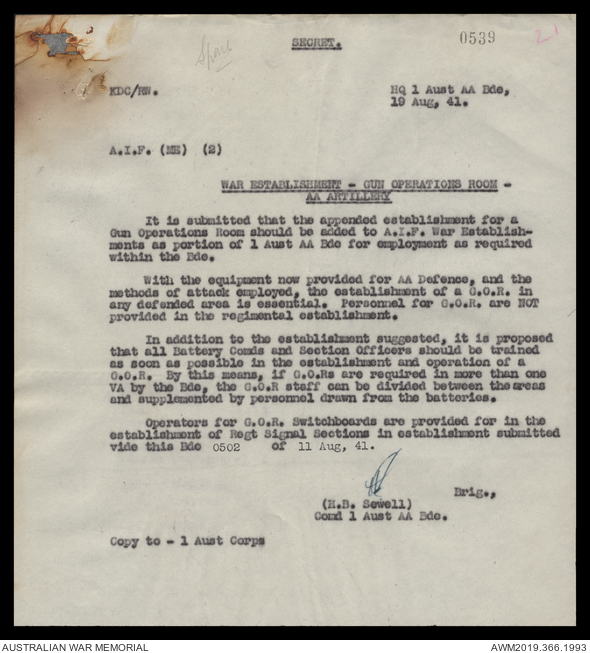 Spare
SECRET.
0539
21
KDC/RW.
HQ 1 Aust AA Bde,
19 Aug, 41.
A.I.F. (ME) (2)
WAR ESTABLISHMENT - GUN OPERATIONS ROOM -
AA ARTILLERY
It is submitted that the appended establishment for a
Gun Operations Room should be added to A.I.F. War Establish-
ments as portion of 1 Aust AA Bde for employment as required
within the Bde.
With the equipment now provided for AA Defence, and the
methods of attack employed, the establishment of a G.O.R. in
any defended area is essential. Personnel for G.O.R. are NOT
provided in the regimental establishment.
In addition to the establishment suggested, it is proposed
that all Battery Comds and Section Officers should be trained
as soon as possible in the establishment and operation of a
G.O.R. By this means, if G.O.Rs are required in more than one
VA by the Bde, the G.O.R staff can be divided between the areas
and supplemented by personnel drawn from the batteries.
Operators for G.O.R. Switchboards are provided for in the
establishment of Regt Signal Sections in establishment submitted
vide this Bde 0502 of 11 Aug, 41.
Brig.,
(H.B. Sewell)
Comd 1 Aust AA Bde.
Copy to - 1 Aust Corps
AUSTRALIAN WAR MEMORIAL
AWM2019.366.1993